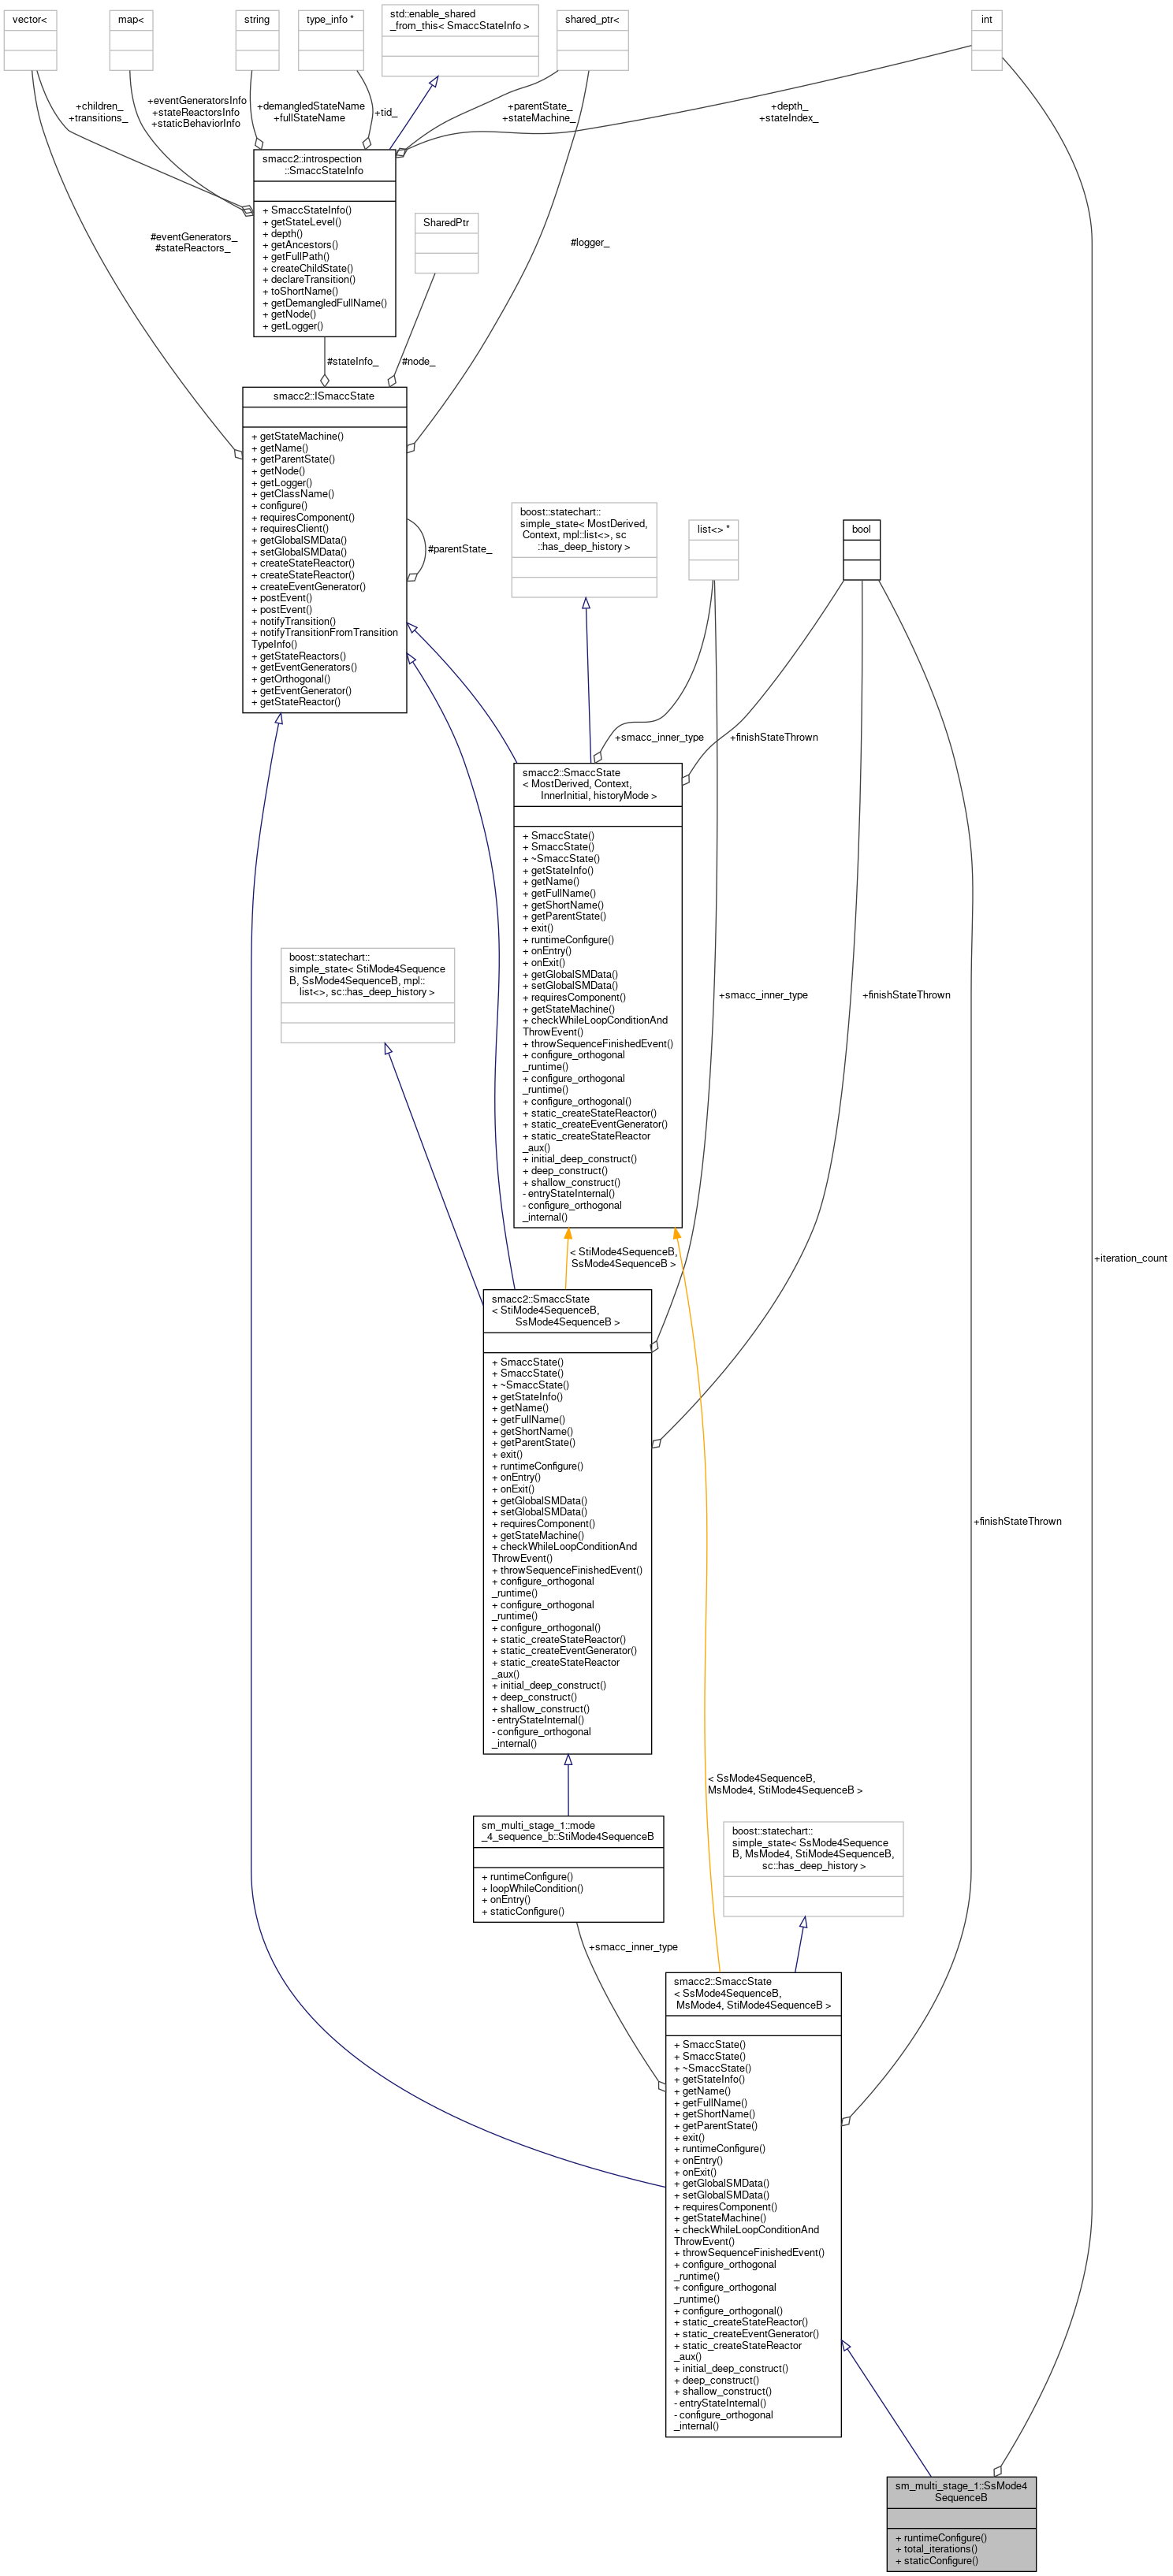 vector<
map<
string
type_info *
std::enable_shared
_from_this< SmaccStateInfo >
shared_ptr<
int
+children_
+transitions_
+eventGeneratorsInfo
+stateReactorsInfo
+staticBehaviorInfo
+demangledStateName
+fullStateName
+tid_
+parentState_
+stateMachine_
+depth_
+stateIndex_
smacc2::introspection
::SmaccStateInfo
+ SmaccStateInfo()
+ getStateLevel()
+ depth()
+ getAncestors()
+ getFullPath()
+ createChildState()
+ declareTransition()
+ toShortName()
+ getDemangledFullName()
+ getNode()
+ getLogger()
SharedPtr
#eventGenerators_
#stateReactors_
#logger_
#stateInfo_
#node_
smacc2::ISmaccState
+ getStateMachine()
+ getName()
+ getParentState()
+ getNode()
+ getLogger()
+ getClassName()
+ configure()
+ requiresComponent()
+ requiresClient()
+ getGlobalSMData()
+ setGlobalSMData()
+ createStateReactor()
+ createStateReactor()
+ createEventGenerator()
+ postEvent()
+ postEvent()
+ notifyTransition()
+ notifyTransitionFromTransition
TypeInfo()
+ getStateReactors()
+ getEventGenerators()
+ getOrthogonal()
+ getEventGenerator()
+ getStateReactor()
#parentState_
boost::statechart::
simple_state< MostDerived,
Context, mpl::list<>, sc
::has_deep_history >
list<> *
bool
+smacc_inner_type
+finishStateThrown
smacc2::SmaccState
< MostDerived, Context,
InnerInitial, historyMode >
+ SmaccState()
+ SmaccState()
+ ~SmaccState()
+ getStateInfo()
+ getName()
+ getFullName()
+ getShortName()
+ getParentState()
+ exit()
+ runtimeConfigure()
+ onEntry()
+ onExit()
+ getGlobalSMData()
+ setGlobalSMData()
+ requiresComponent()
+ getStateMachine()
+ checkWhileLoopConditionAnd
ThrowEvent()
+ throwSequenceFinishedEvent()
+ configure_orthogonal
_runtime()
+ configure_orthogonal
_runtime()
+ configure_orthogonal()
+ static_createStateReactor()
+ static_createEventGenerator()
+ static_createStateReactor
_aux()
+ initial_deep_construct()
+ deep_construct()
+ shallow_construct()
- entryStateInternal()
- configure_orthogonal
_internal()
boost::statechart::
simple_state< StiMode4Sequence
B, SsMode4SequenceB, mpl::
list<>, sc::has_deep_history >
+smacc_inner_type
+finishStateThrown
< StiMode4SequenceB,
SsMode4SequenceB >
+iteration_count
smacc2::SmaccState
< StiMode4SequenceB,
SsMode4SequenceB >
+ SmaccState()
+ SmaccState()
+ ~SmaccState()
+ getStateInfo()
+ getName()
+ getFullName()
+ getShortName()
+ getParentState()
+ exit()
+ runtimeConfigure()
+ onEntry()
+ onExit()
+ getGlobalSMData()
+ setGlobalSMData()
+ requiresComponent()
+ getStateMachine()
+ checkWhileLoopConditionAnd
ThrowEvent()
+ throwSequenceFinishedEvent()
+ configure_orthogonal
_runtime()
+ configure_orthogonal
_runtime()
+ configure_orthogonal()
+ static_createStateReactor()
+ static_createEventGenerator()
+ static_createStateReactor
_aux()
+ initial_deep_construct()
+ deep_construct()
+ shallow_construct()
- entryStateInternal()
- configure_orthogonal
_internal()
+finishStateThrown
< SsMode4SequenceB,
MsMode4, StiMode4SequenceB >
sm_multi_stage_1::mode
_4_sequence_b::StiMode4SequenceB
+ runtimeConfigure()
+ loopWhileCondition()
+ onEntry()
+ staticConfigure()
boost::statechart::
simple_state< SsMode4Sequence
B, MsMode4, StiMode4SequenceB,
sc::has_deep_history >
+smacc_inner_type
smacc2::SmaccState
< SsMode4SequenceB,
MsMode4, StiMode4SequenceB >
+ SmaccState()
+ SmaccState()
+ ~SmaccState()
+ getStateInfo()
+ getName()
+ getFullName()
+ getShortName()
+ getParentState()
+ exit()
+ runtimeConfigure()
+ onEntry()
+ onExit()
+ getGlobalSMData()
+ setGlobalSMData()
+ requiresComponent()
+ getStateMachine()
+ checkWhileLoopConditionAnd
ThrowEvent()
+ throwSequenceFinishedEvent()
+ configure_orthogonal
_runtime()
+ configure_orthogonal
_runtime()
+ configure_orthogonal()
+ static_createStateReactor()
+ static_createEventGenerator()
+ static_createStateReactor
_aux()
+ initial_deep_construct()
+ deep_construct()
+ shallow_construct()
- entryStateInternal()
- configure_orthogonal
_internal()
sm_multi_stage_1::SsMode4
SequenceB
+ runtimeConfigure()
+ total_iterations()
+ staticConfigure()